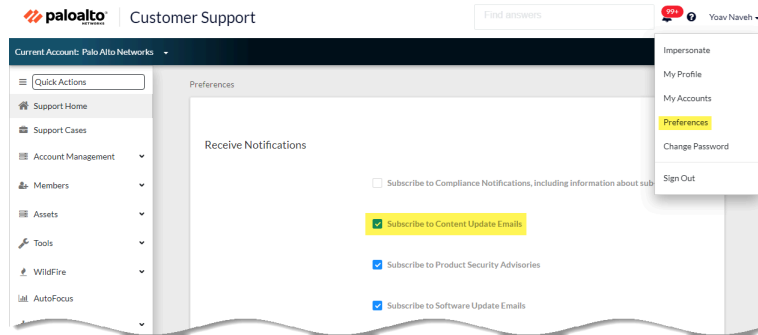 paloalto
NETWORKS
Customer Support
Find answers
99+
Yoav Naveh
Current Account: Palo Alto Networks
Quick Actions
Support Home
Support Cases
Account Management
Members
Assets
Tools
WildFire
AutoFocus
Preferences
Receive Notifications
Subscribe to Compliance Notifications, including information about sub
Subscribe to Content Update Emails
Subscribe to Product Security Advisories
Subscribe to Software Update Emails
Impersonate
My Profile
My Accounts
Preferences
Change Password
Sign Out